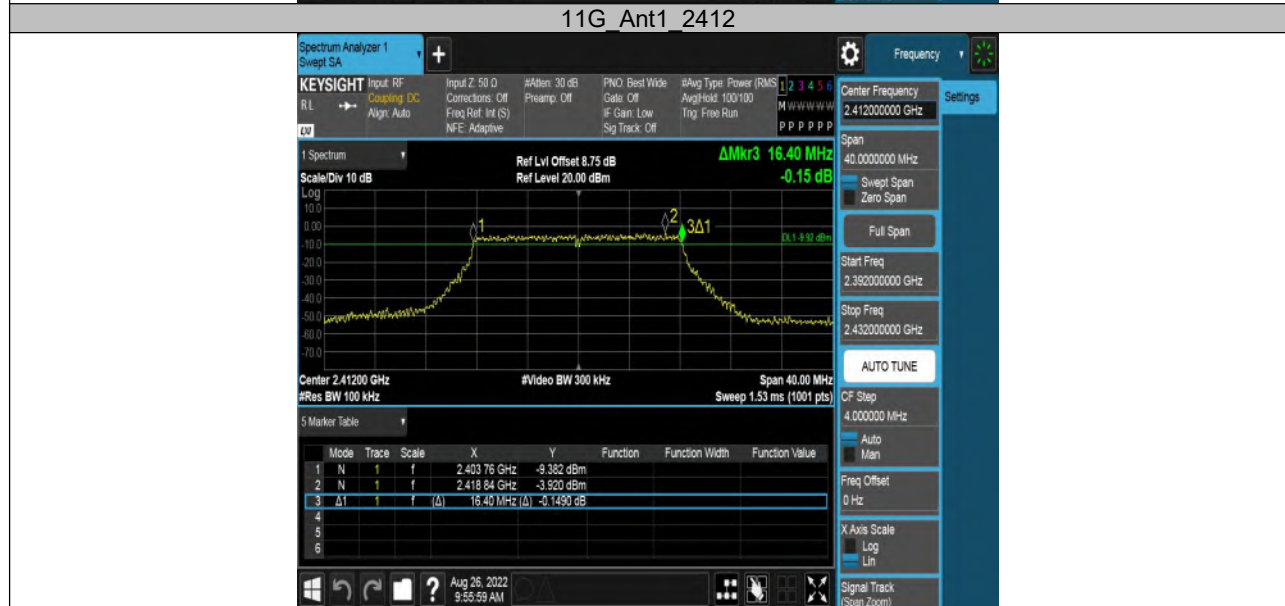 11G_Ant1_2412
Spectrum Analyzer 1
Swept SA
+
Frequency
Settings
KEYSIGHT
Input: RF
Coupling: DC
Align: Auto
Input Z: 50 Ω
Corrections: Off
Freq Ref: Int (S)
NFE: Adaptive
#Atten: 30 dB
Preamp: Off
PNO: Best Wide
Gate: Off
IF Gain: Low
Sig Track: Off
#Avg Type: Power (RMS
Avg|Hold: 100/100
Trig: Free Run
1 2 3 4 5 6
M W W W W W
P P P P P P
RL
LXI
1 Spectrum
Scale/Div 10 dB
Ref Lvl Offset 8.75 dB
Ref Level 20.00 dBm
ΔMkr3 16.40 MHz
-0.15 dB
Log
10.0
0.00
-10.0
-20.0
-30.0
-40.0
-50.0
-60.0
-70.0
1
2
3Δ1
DL1 -9.92 dBm
Center 2.41200 GHz
#Video BW 300 kHz
Span 40.00 MHz
#Res BW 100 kHz
Sweep 1.53 ms (1001 pts)
5 Marker Table
Mode Trace Scale X Y Function Function Width Function Value
1 N 1 f 2.403 76 GHz -9.382 dBm
2 N 1 f 2.418 84 GHz -3.920 dBm
3 Δ1 1 f (Δ) 16.40 MHz (Δ) -0.1490 dB
4
5
6
?
Aug 26, 2022
9:55:59 AM
Center Frequency
2.412000000 GHz
Span
40.0000000 MHz
Swept Span
Zero Span
Full Span
Start Freq
2.392000000 GHz
Stop Freq
2.432000000 GHz
AUTO TUNE
CF Step
4.000000 MHz
Auto
Man
Freq Offset
0 Hz
X Axis Scale
Log
Lin
Signal Track
(Span Zoom)